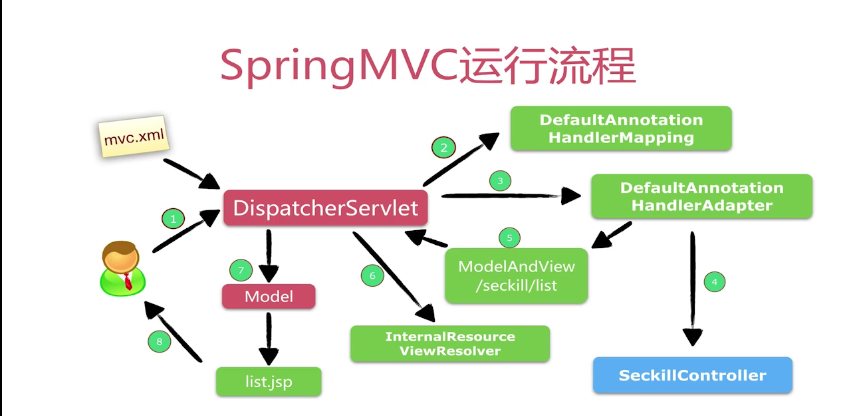 SpringMVC运行流程
mvc.xml
DefaultAnnotation
HandlerMapping
2
3
DefaultAnnotation
HandlerAdapter
DispatcherServlet
1
5
ModelAndView
/seckill/list
7
6
4
Model
InternalResource
ViewResolver
8
list.jsp
SeckillController